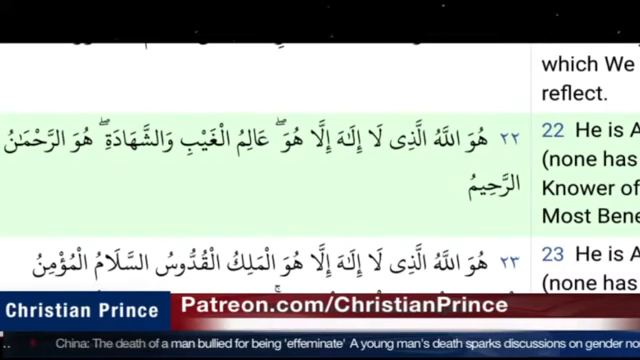 which We
reflect.
٢٢ هُوَ اللَّهُ الَّذِى لَا إِلَـٰهَ إِلَّا هُوَ ۖ عَالِمُ الْغَيْبِ وَالشَّهَادَةِ ۖ هُوَ الرَّحْمَـٰنُ
الرَّحِيمُ
22 He is A
(none has
Knower of
Most Bene
٢٣ هُوَ اللَّهُ الَّذِى لَا إِلَـٰهَ إِلَّا هُوَ الْمَلِكُ الْقُدُّوسُ السَّلَامُ الْمُؤْمِنُ
23 He is A
(none has
Christian Prince
Patreon.com/ChristianPrince
China: The death of a man bullied for being 'effeminate' A young man's death sparks discussions on gender no